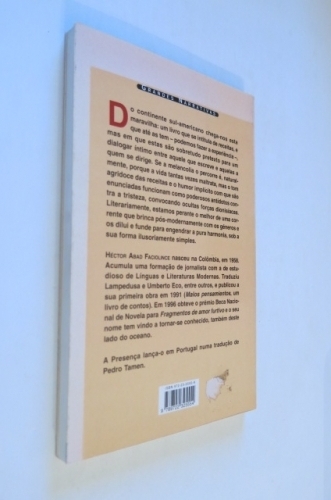 GRANDES NARRATIVAS
Do continente sul-americano chega-nos esta
maravilha: um livro que se intitula de receitas, e
que até as tem – podemos fazer a experiência –,
mas em que estas são sobretudo pretexto para um
dialogar íntimo entre aquele que escreve e aquelas a
quem se dirige. Se a melancolia o percorre é, natural-
mente, porque a vida tantas vezes maltrata, mas o tom
agridoce das receitas e o humor implícito com que são
enunciadas funcionam como poderosos antídotos con-
tra a tristeza, convocando ocultas forças
Literariamente, estamos perante o melhor de uma cor-
rente que brinca pós-modernamente com os géneros e
os dilui e funde para engendrar a pura harmonia, sob a
sua forma ilusoriamente simples.
HÉCTOR ABAD FACIOLINCE nasceu na Colômbia, em 1958.
Acumula uma formação de jornalista com a de estu-
dioso de Línguas e Literaturas Modernas. Traduziu
Lampedusa e Umberto Eco, entre outros, e publicou a
sua primeira obra em 1991 (Malos pensamientos, um
livro de contos). Em 1996 obteve o prémio Beca Nacio-
nal de Novela para Fragmentos de amor furtivo e o seu
nome tem vindo a tornar-se conhecido, também deste
lado do oceano.
A Presença lança-o em Portugal numa tradução de
Pedro Tamen.